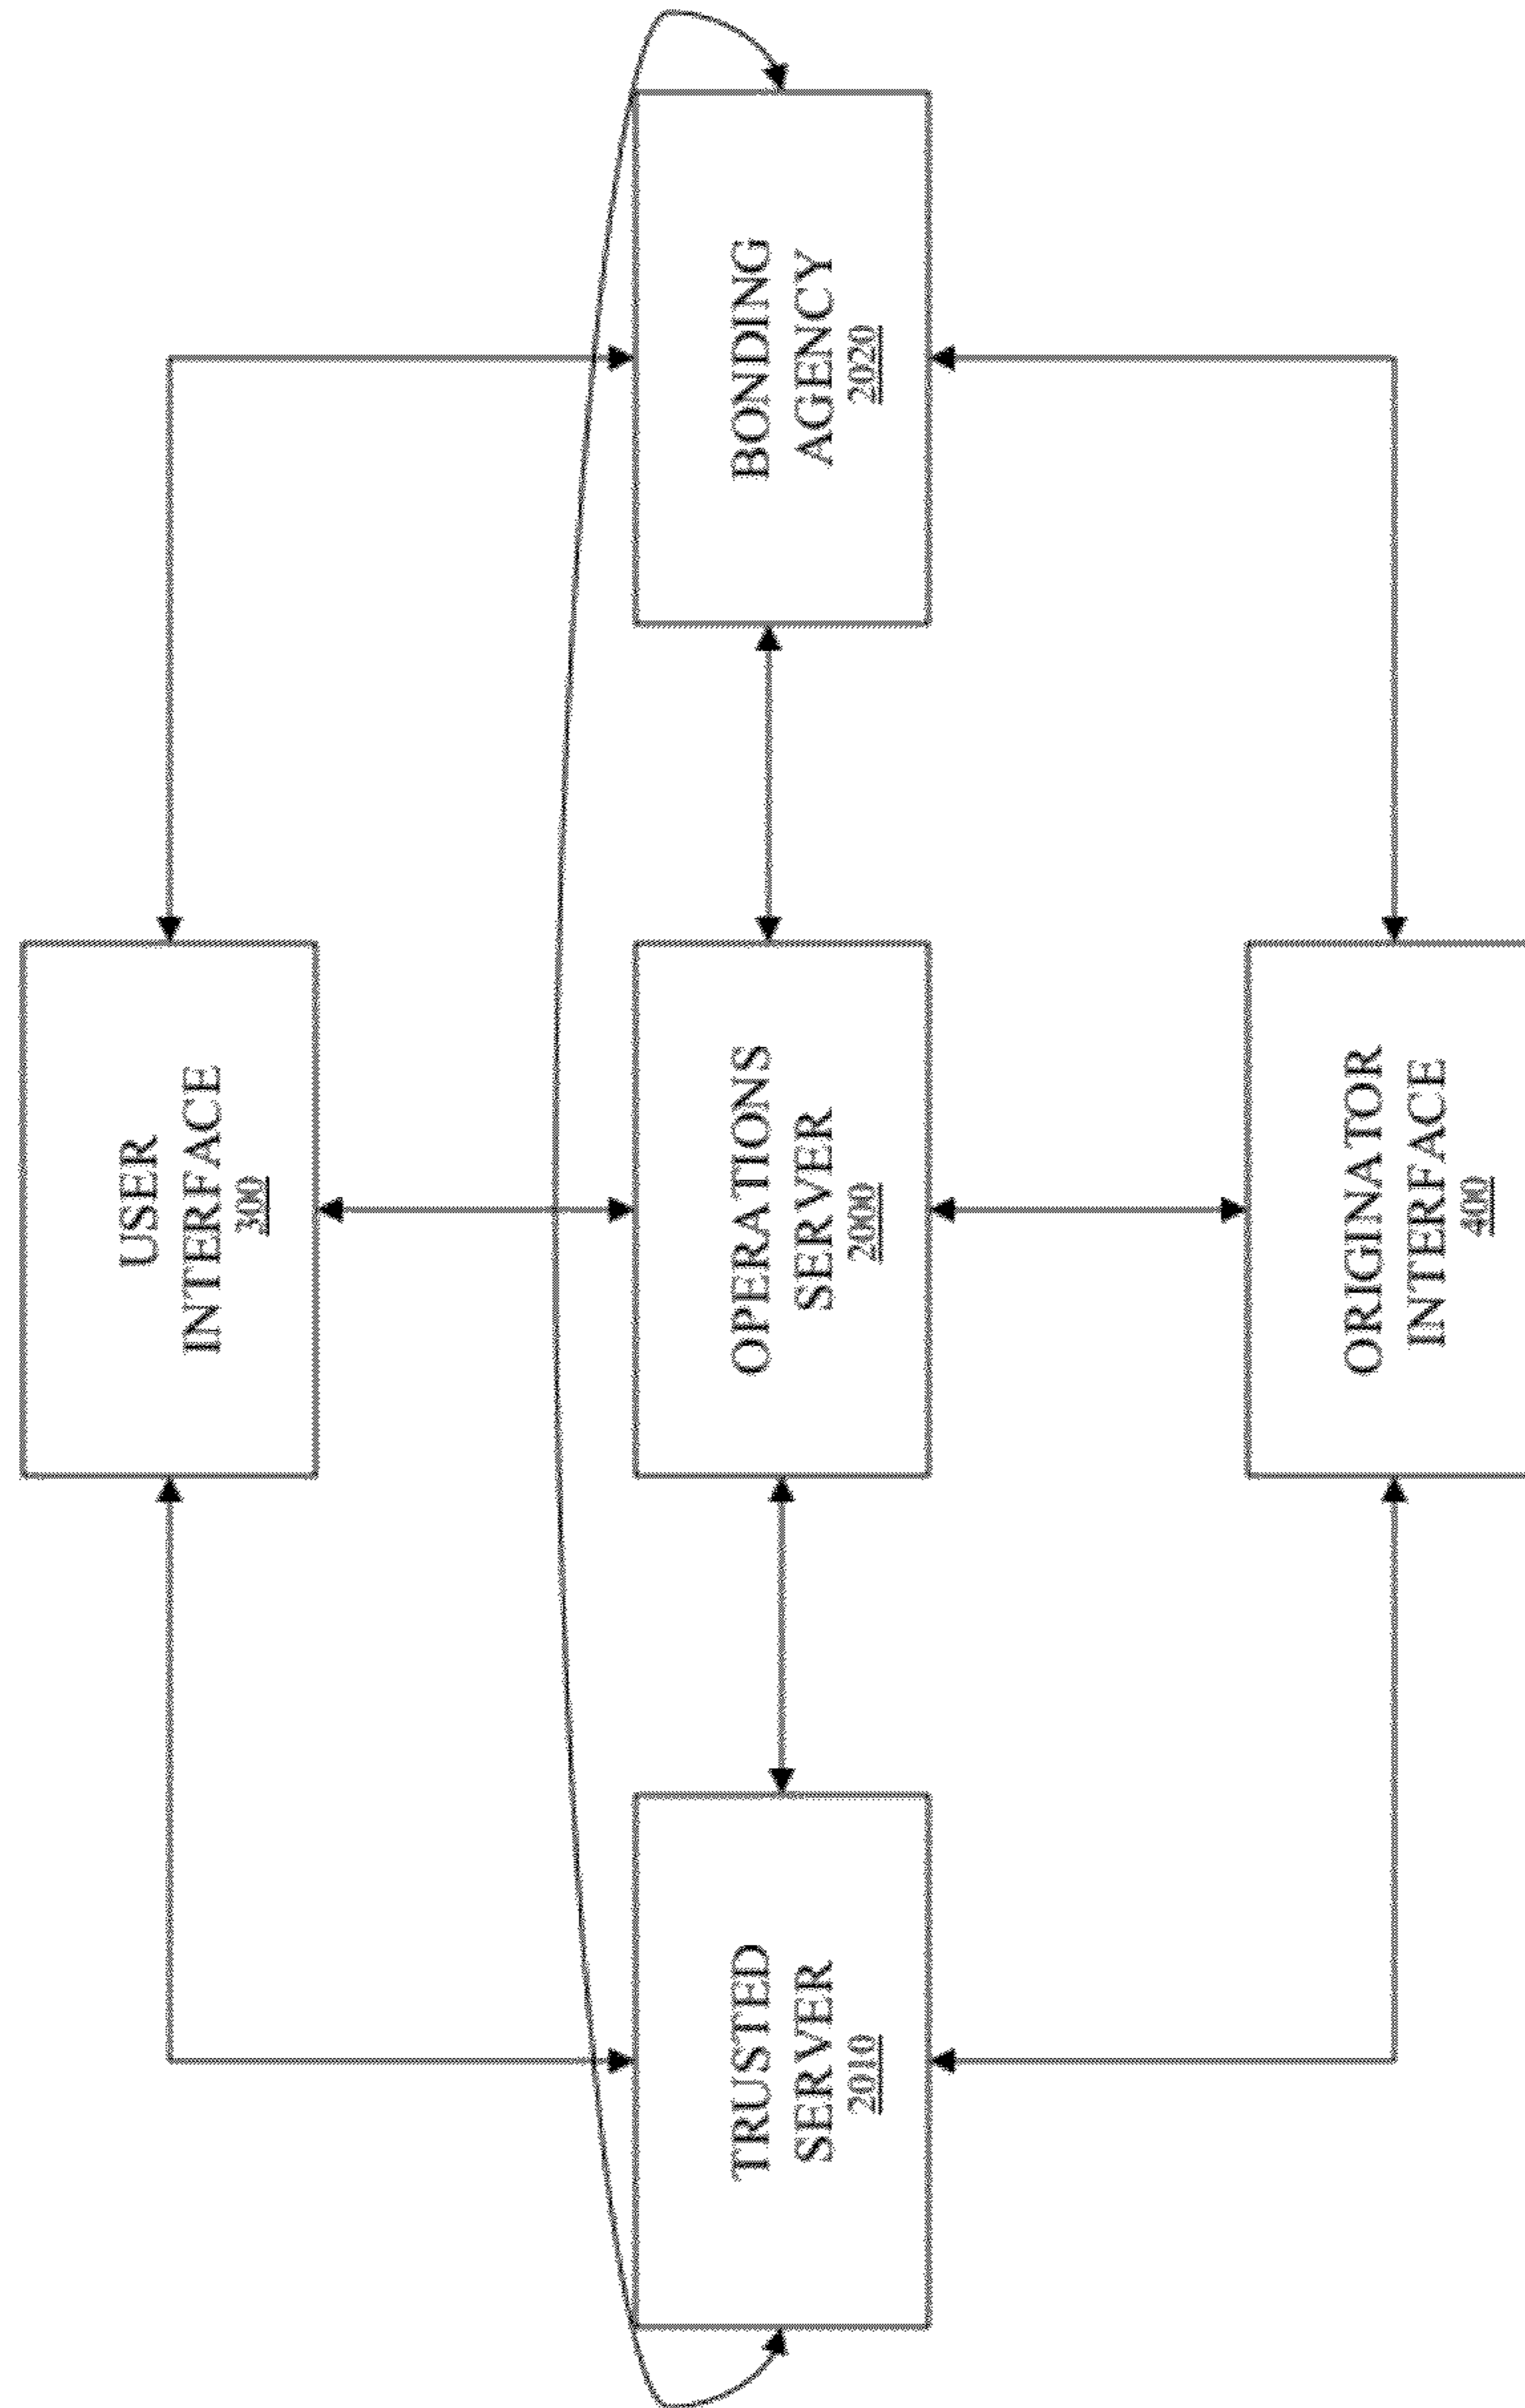 USER
INTERFACE
300
TRUSTED
SERVER
2010
OPERATIONS
SERVER
2000
BONDING
AGENCY
2020
ORIGINATOR
INTERFACE
400